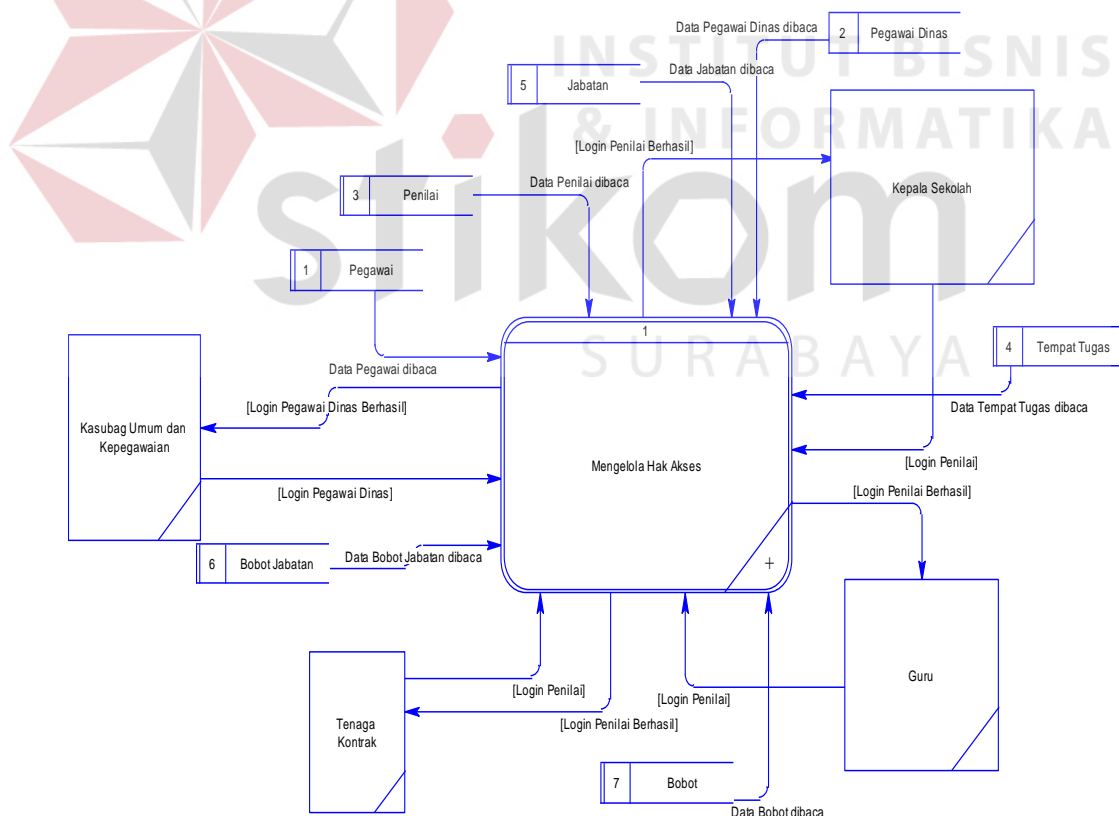 Data Pegawai Dinas dibaca
2 Pegawai Dinas
INSTITUT BISNIS
& INFORMATIKA
stikom
SURABAYA
5 Jabatan
Data Jabatan dibaca
[Login Penilai Berhasil]
Kepala Sekolah
3 Penilai
Data Penilai dibaca
1 Pegawai
Data Pegawai dibaca
1
Mengelola Hak Akses
+
4 Tempat Tugas
Data Tempat Tugas dibaca
[Login Pegawai Dinas Berhasil]
Kasubag Umum dan
Kepegawaian
[Login Pegawai Dinas]
[Login Penilai]
[Login Penilai Berhasil]
6 Bobot Jabatan
Data Bobot Jabatan dibaca
Guru
[Login Penilai]
[Login Penilai]
[Login Penilai Berhasil]
Tenaga
Kontrak
7 Bobot
Data Bobot dibaca